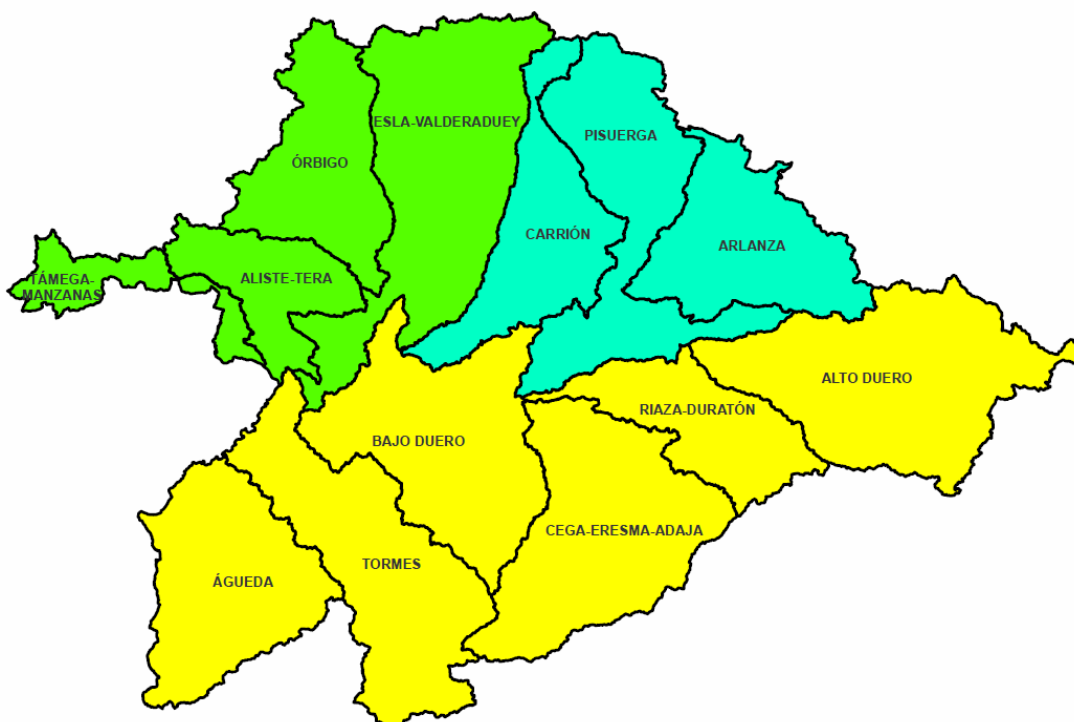 ESLA-VALDERADUEY
PISUERGA
ÓRBIGO
CARRIÓN
ARLANZA
TÁMEGA-
MANZANAS
ALISTE-TERA
ALTO DUERO
RIAZA-DURATÓN
BAJO DUERO
CEGA-ERESMA-ADAJA
TORMES
ÁGUEDA